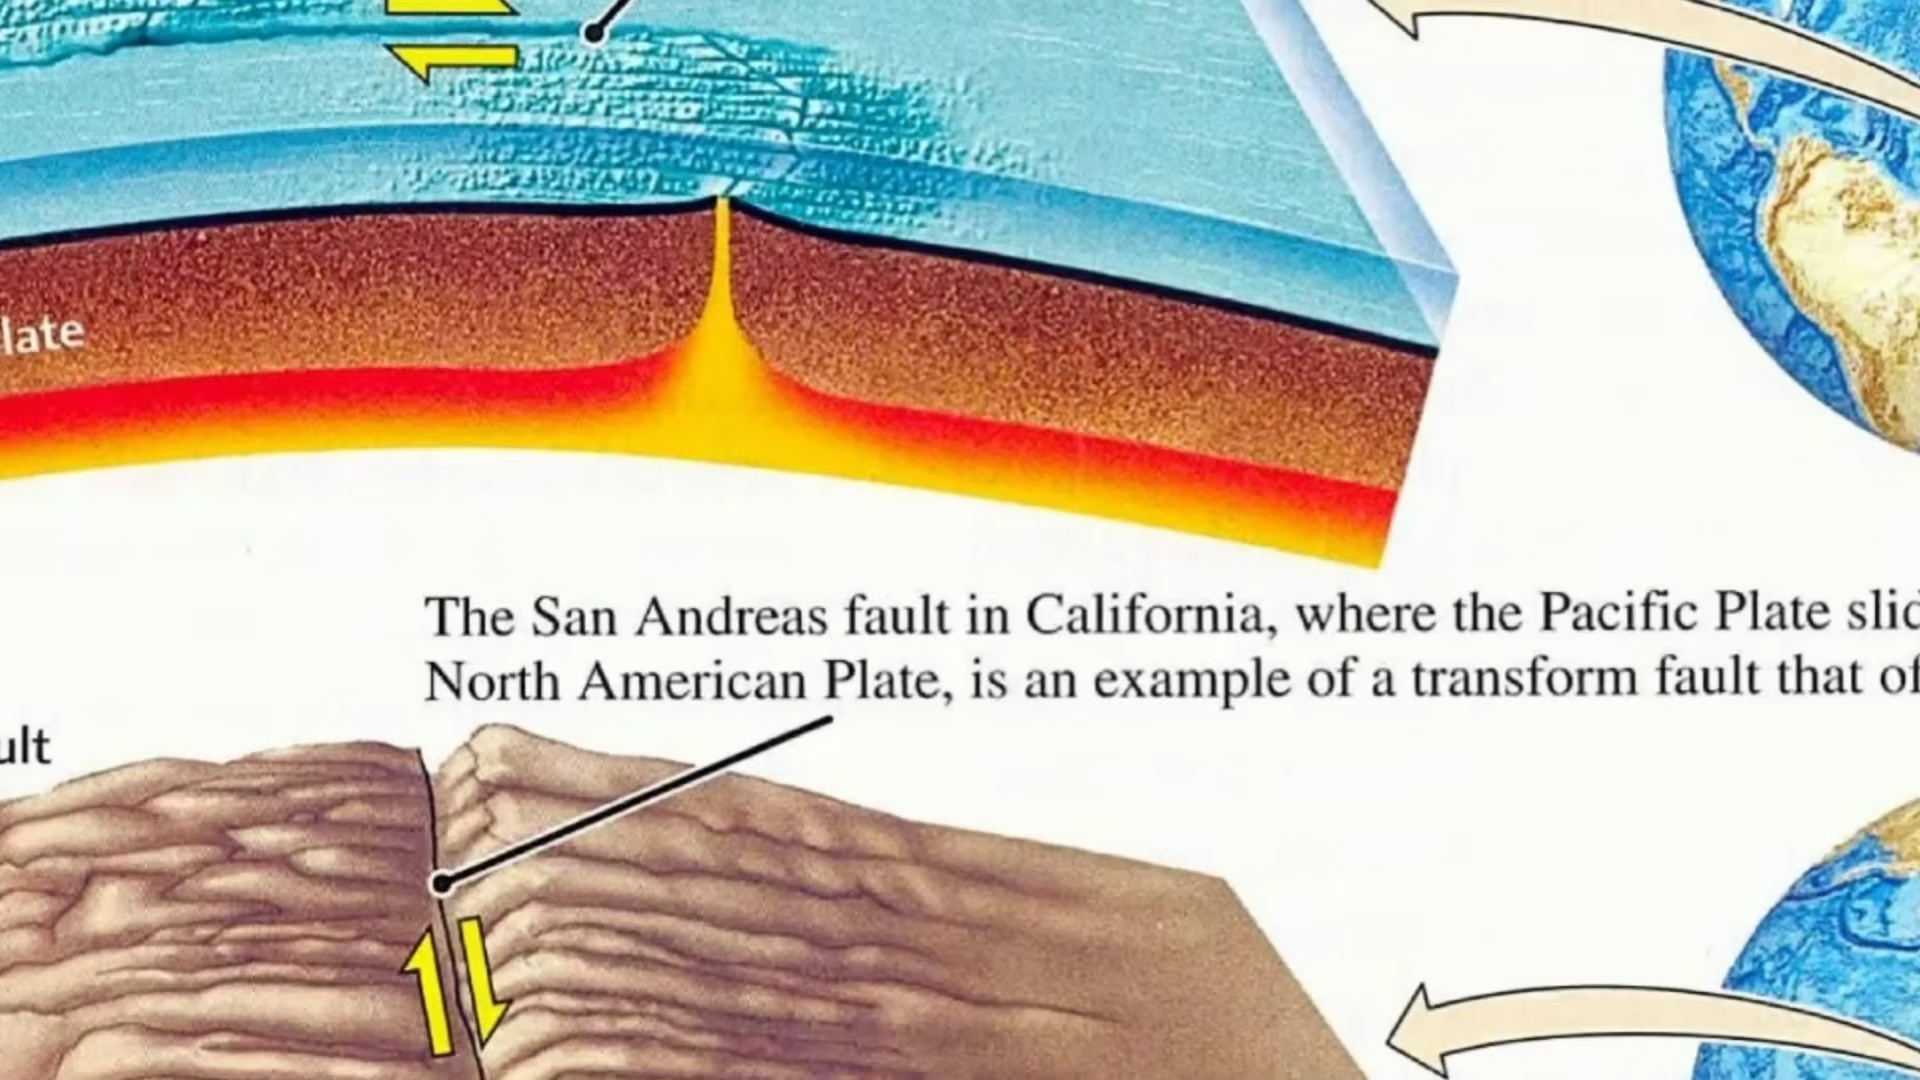 late
The San Andreas fault in California, where the Pacific Plate slid
North American Plate, is an example of a transform fault that of
ult